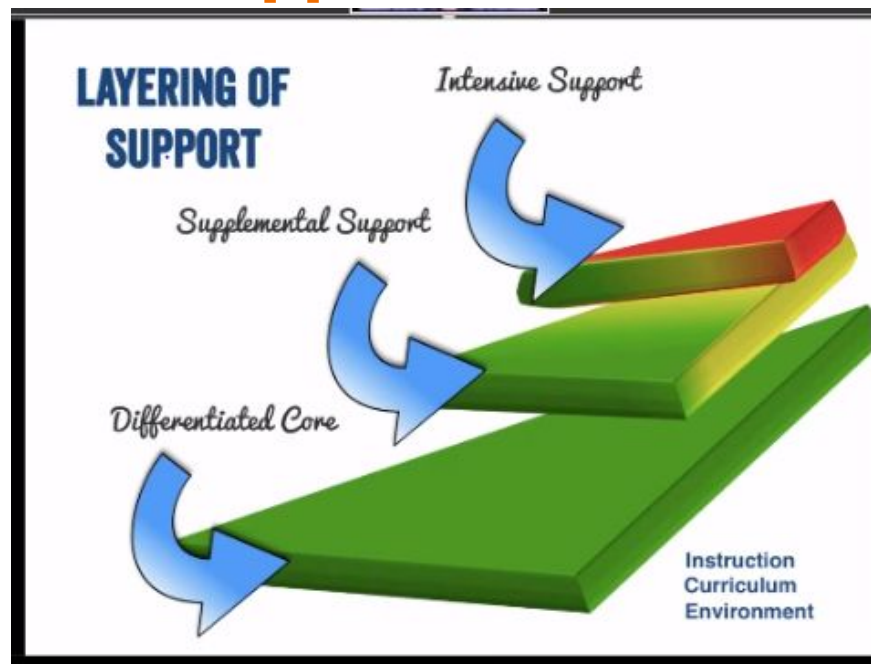 LAYERING OF
SUPPORT
Intensive Support
Supplemental Support
Differentiated Core
Instruction
Curriculum
Environment